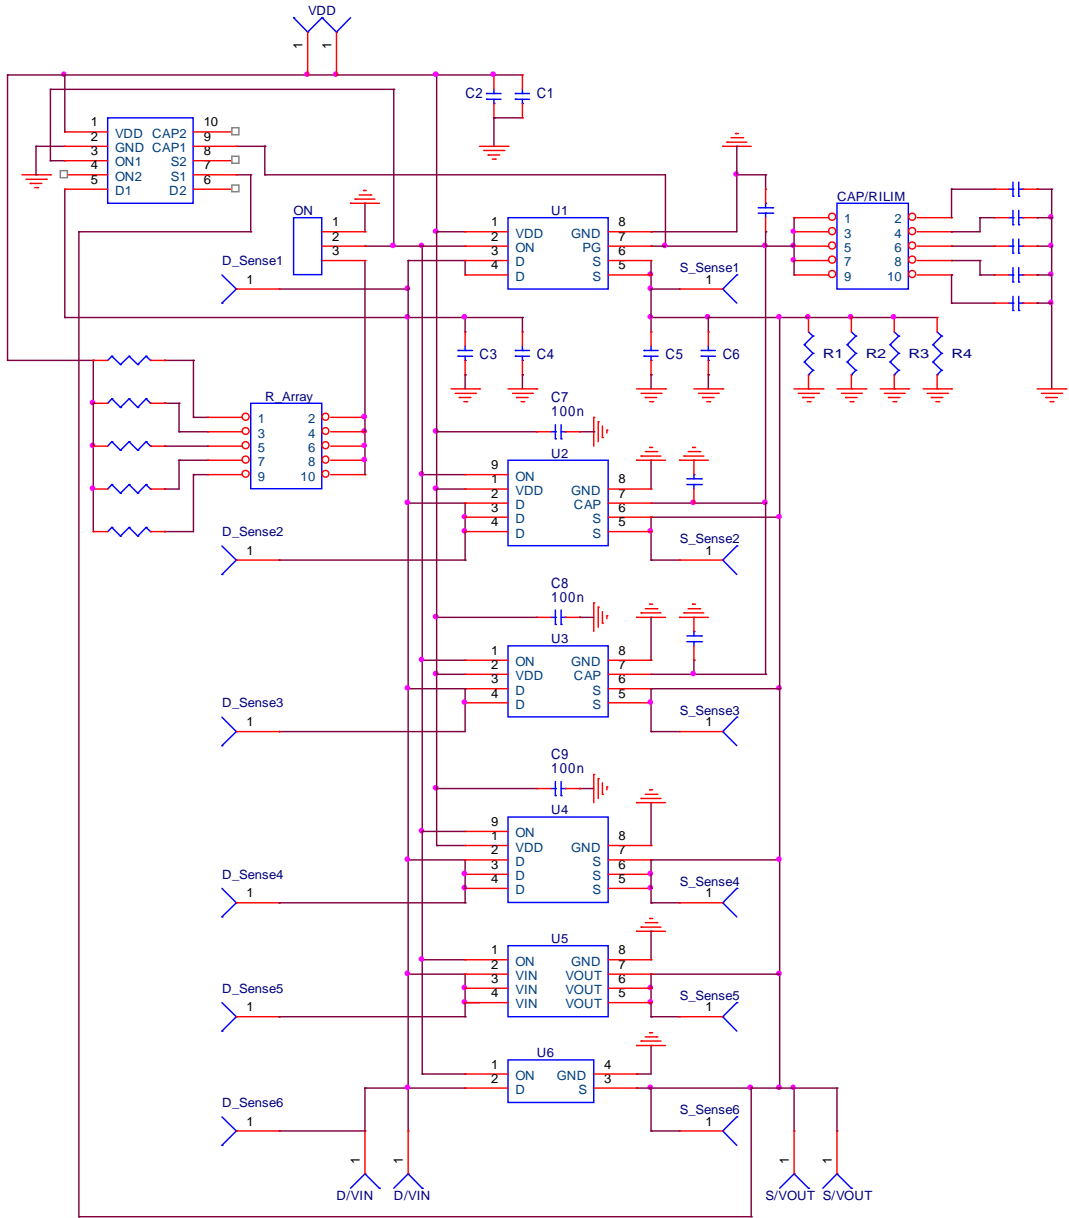 VDD
1 1
C2 C1
1 VDD CAP2 10
2 GND CAP1 9
3 ON1 S2 8
4 ON2 S1 7
5 D1 D2 6
ON
1
2
3
U1
1 VDD GND 8
2 ON PG 7
3 D S 6
4 D S 5
D_Sense1
1
S_Sense1
1
CAP/RILIM
1 2
3 4
5 6
7 8
9 10
C3 C4 C5 C6
R1 R2 R3 R4
R_Array
1 2
3 4
5 6
7 8
9 10
C7
100n
U2
9 ON
1 VDD GND 8
2 D CAP 7
3 D S 6
4 D S 5
D_Sense2
1
S_Sense2
1
C8
100n
U3
1 ON GND 8
2 VDD CAP 7
3 D S 6
4 D S 5
D_Sense3
1
S_Sense3
1
C9
100n
U4
9 ON
1 VDD GND 8
2 D S 7
3 D S 6
4 D S 5
D_Sense4
1
S_Sense4
1
U5
1 ON GND 8
2 VIN VOUT 7
3 VIN VOUT 6
4 VIN VOUT 5
D_Sense5
1
S_Sense5
1
U6
1 ON GND 4
2 D S 3
D_Sense6
1
S_Sense6
1
1 1 1 1
D/VIN D/VIN S/VOUT S/VOUT